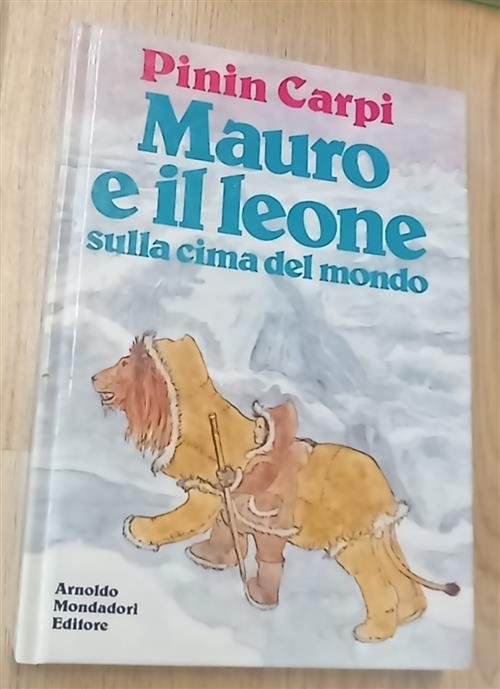 Pinin Carpi
Mauro
e il leone
sulla cima del mondo
Arnoldo
Mondadori
Editore